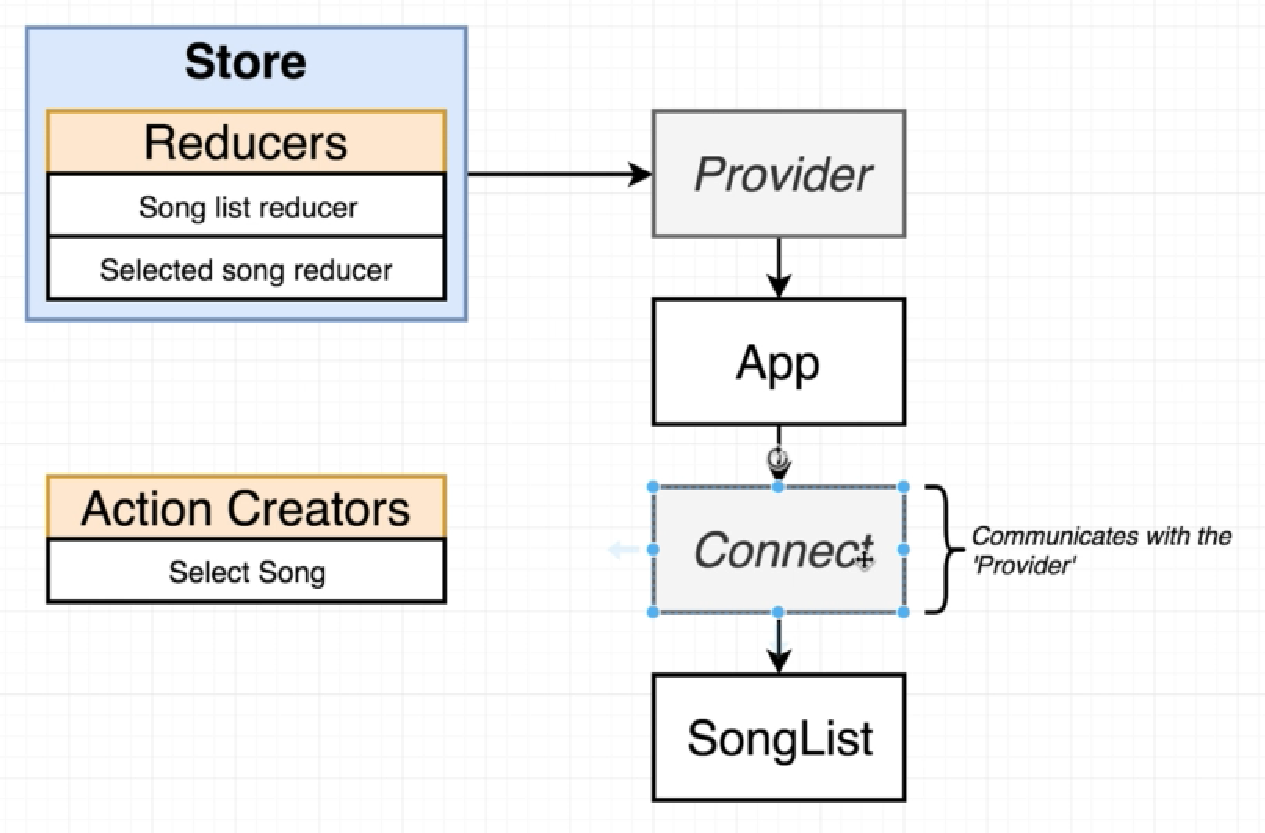 Store
Reducers
Song list reducer
Selected song reducer
Action Creators
Select Song
Provider
App
Connect
Communicates with the
'Provider'
SongList